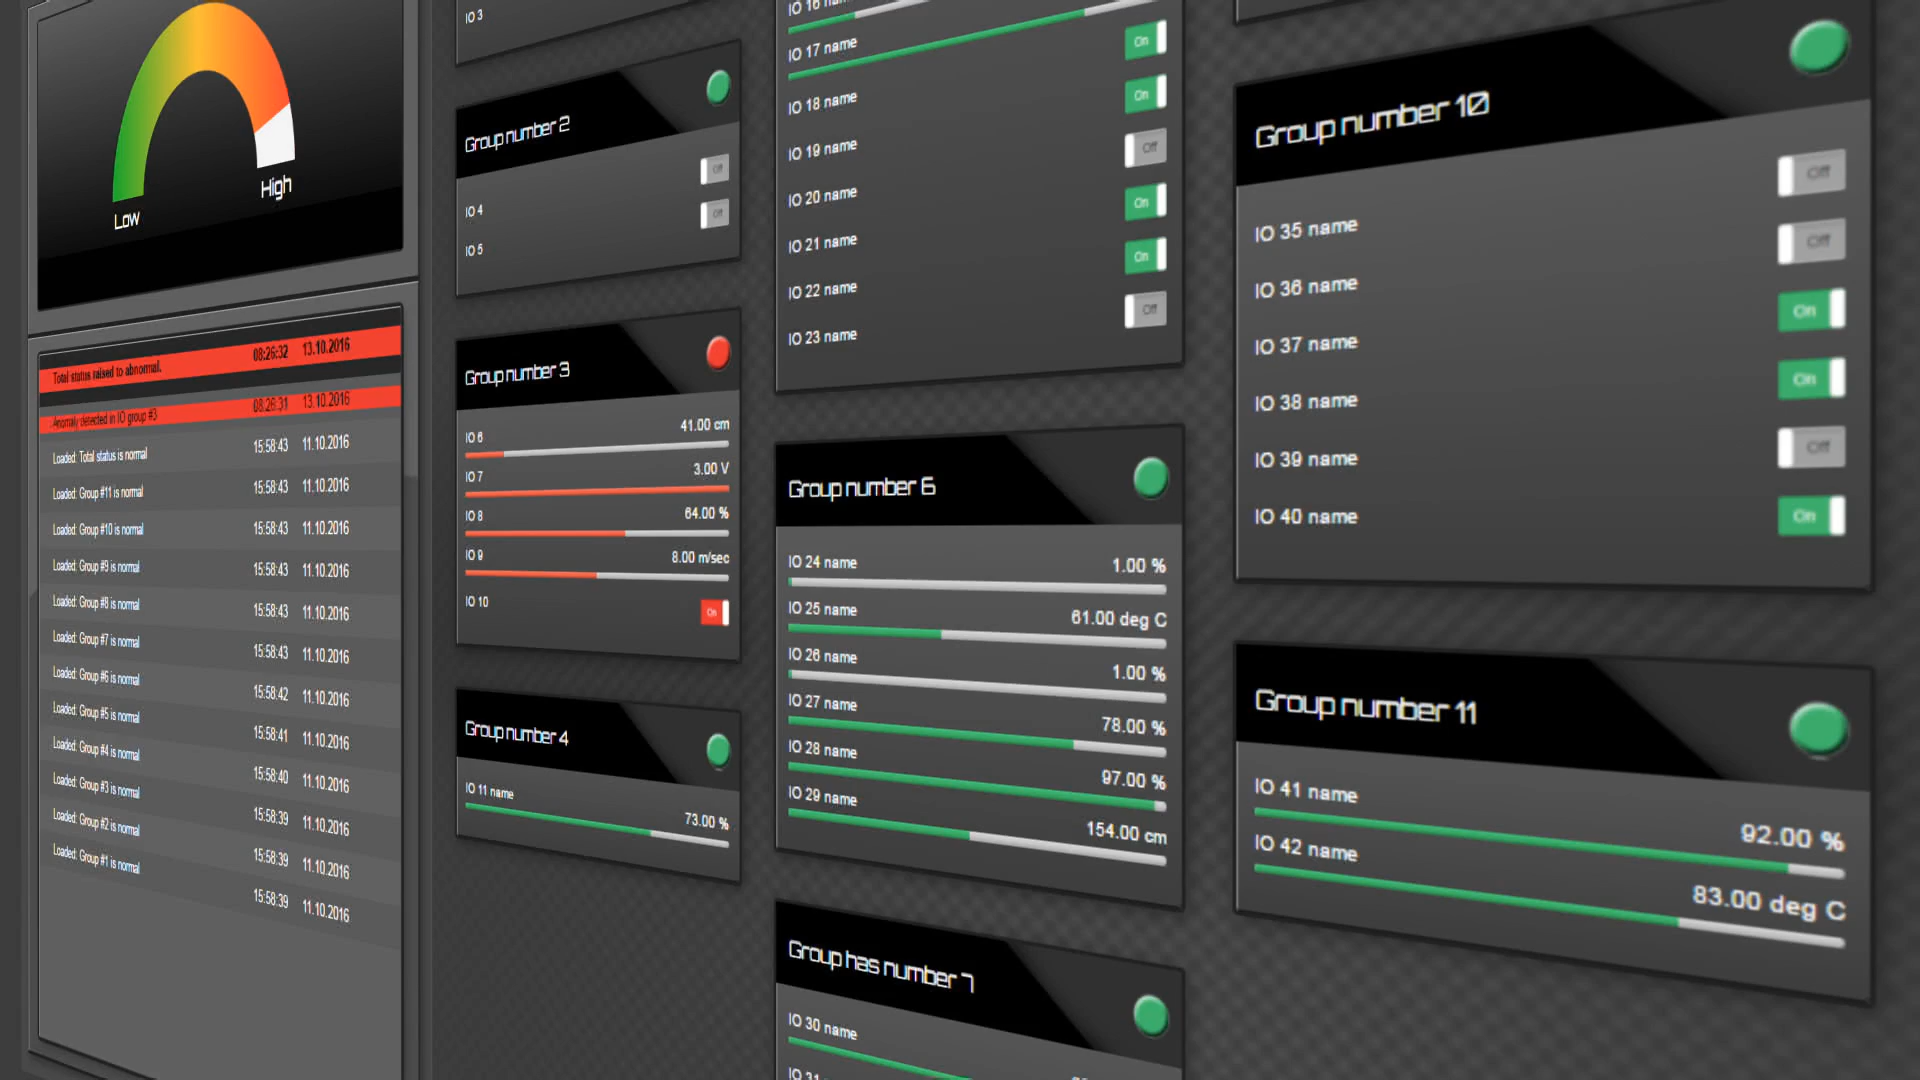 Low
High
Total status raised to abnormal. 08:26:32 13.10.2016
Anomaly detected in IO group #3 08:26:31 13.10.2016
Loaded: Total status is normal 15:58:43 11.10.2016
Loaded: Group #11 is normal 15:58:43 11.10.2016
Loaded: Group #10 is normal 15:58:43 11.10.2016
Loaded: Group #9 is normal 15:58:43 11.10.2016
Loaded: Group #8 is normal 15:58:43 11.10.2016
Loaded: Group #7 is normal 15:58:43 11.10.2016
Loaded: Group #6 is normal 15:58:42 11.10.2016
Loaded: Group #5 is normal 15:58:41 11.10.2016
Loaded: Group #4 is normal 15:58:40 11.10.2016
Loaded: Group #3 is normal 15:58:39 11.10.2016
Loaded: Group #2 is normal 15:58:39 11.10.2016
Loaded: Group #1 is normal 15:58:39 11.10.2016
IO 3
Group number 2
Off
IO 4
Off
IO 5
Group number 3
IO 6 41.00 cm
IO 7 3.00 V
IO 8 64.00 %
IO 9 8.00 m/sec
IO 10 On
Group number 4
IO 11 name 73.00 %
IO 16 name
IO 17 name On
IO 18 name On
IO 19 name Off
IO 20 name On
IO 21 name On
IO 22 name Off
IO 23 name
Group number 6
IO 24 name 1.00 %
IO 25 name 61.00 deg C
IO 26 name 1.00 %
IO 27 name 78.00 %
IO 28 name 97.00 %
IO 29 name 154.00 cm
Group has number 7
IO 30 name
IO 31
Group number 10
Off
IO 35 name Off
IO 36 name On
IO 37 name On
IO 38 name
IO 39 name Off
IO 40 name On
Group number 11
IO 41 name 92.00 %
IO 42 name 83.00 deg C